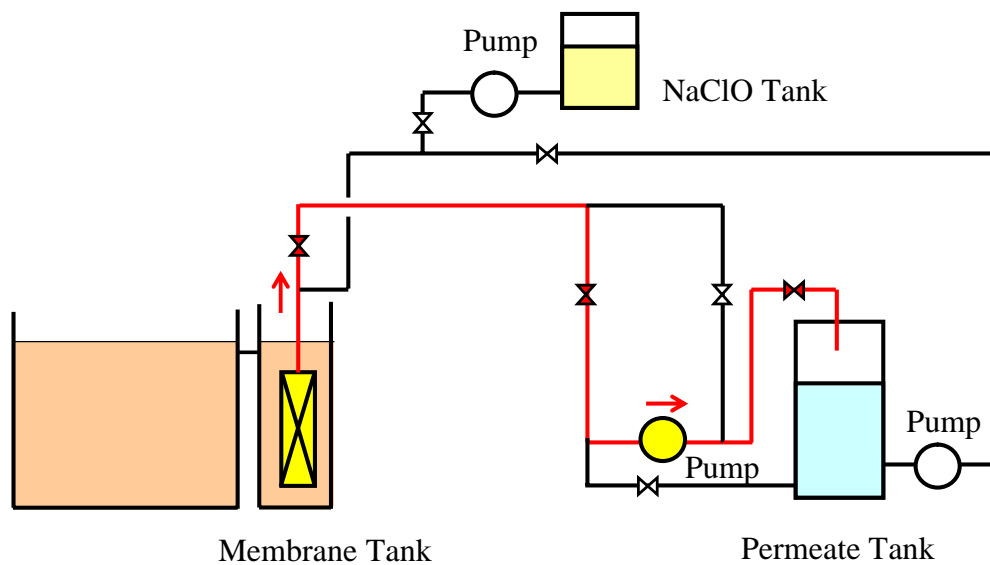 Pump
NaClO Tank
Pump
Pump
Membrane Tank
Permeate Tank